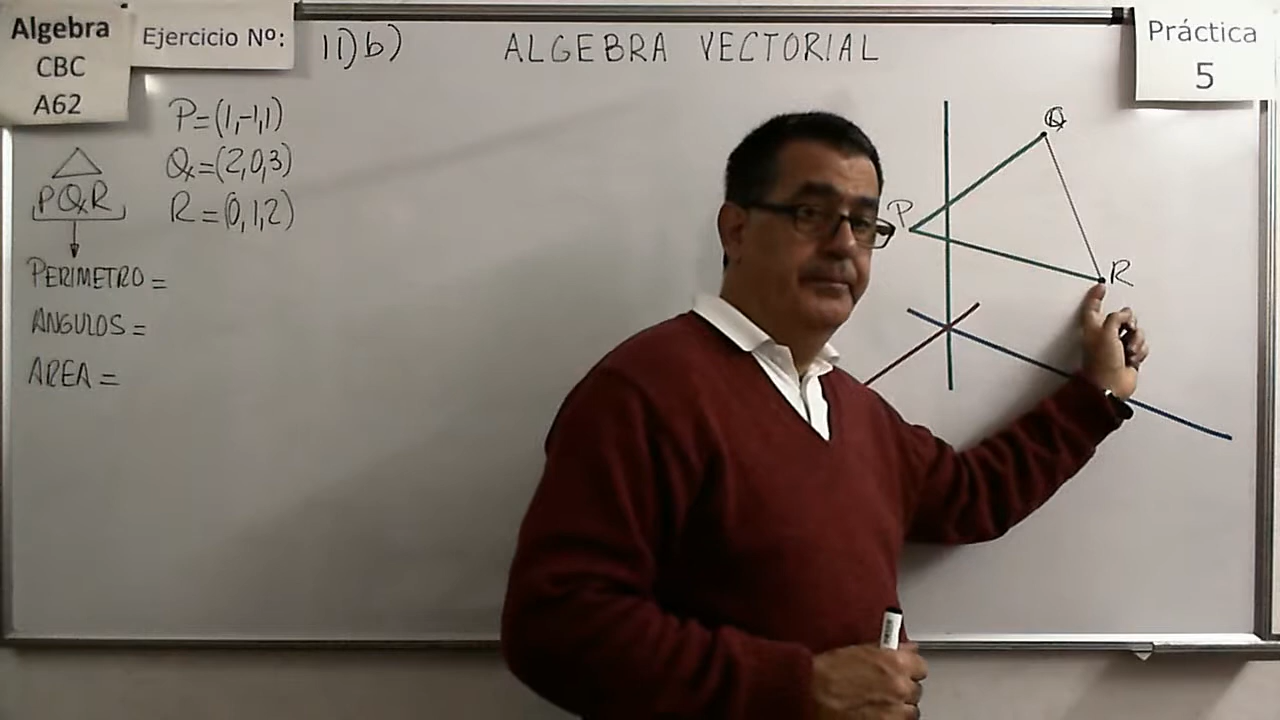 Algebra
CBC
A62
Ejercicio Nº:
11)b)
ALGEBRA VECTORIAL
Práctica
5
P=(1,-1,1)
Q=(2,0,3)
R=(0,1,2)
PQR
PERIMETRO =
ANGULOS =
AREA =
Q
P
R